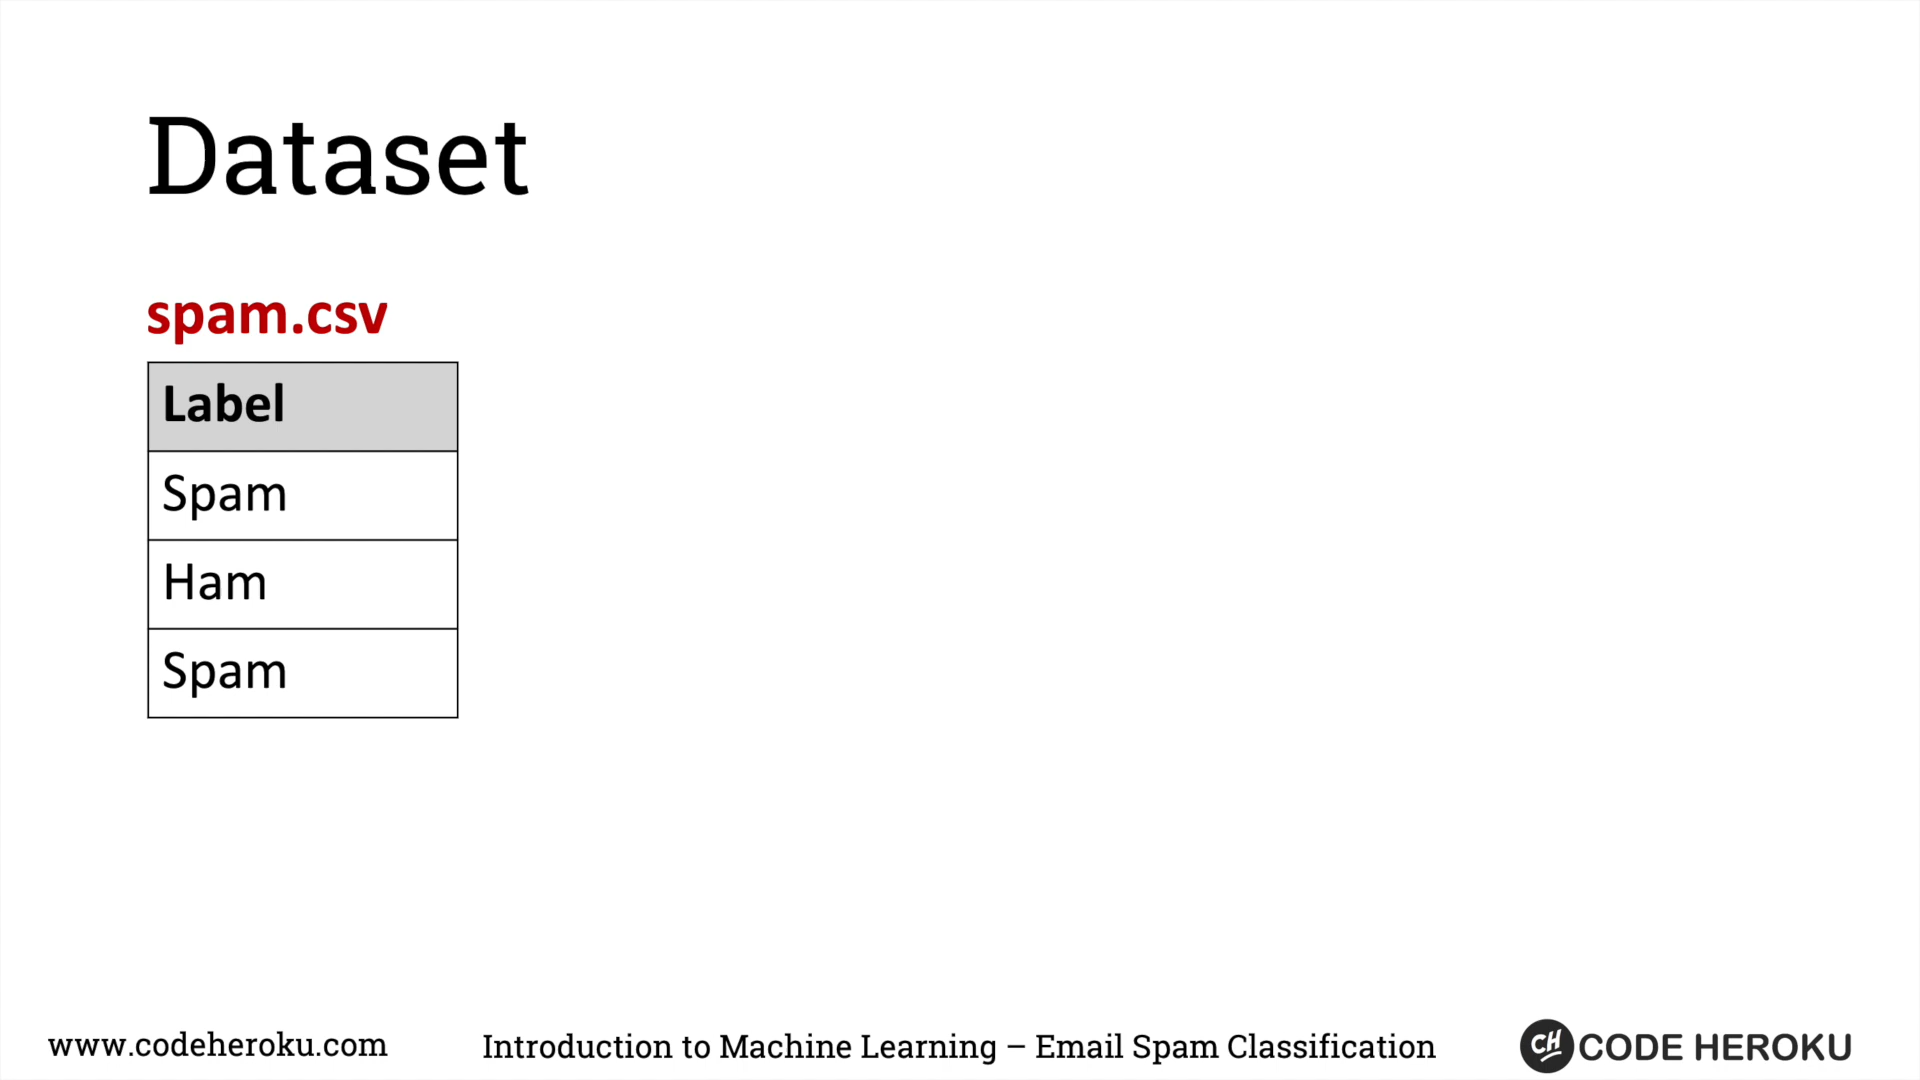 Dataset
spam.csv
Label
Spam
Ham
Spam
www.codeheroku.com
Introduction to Machine Learning – Email Spam Classification
CH CODE HEROKU